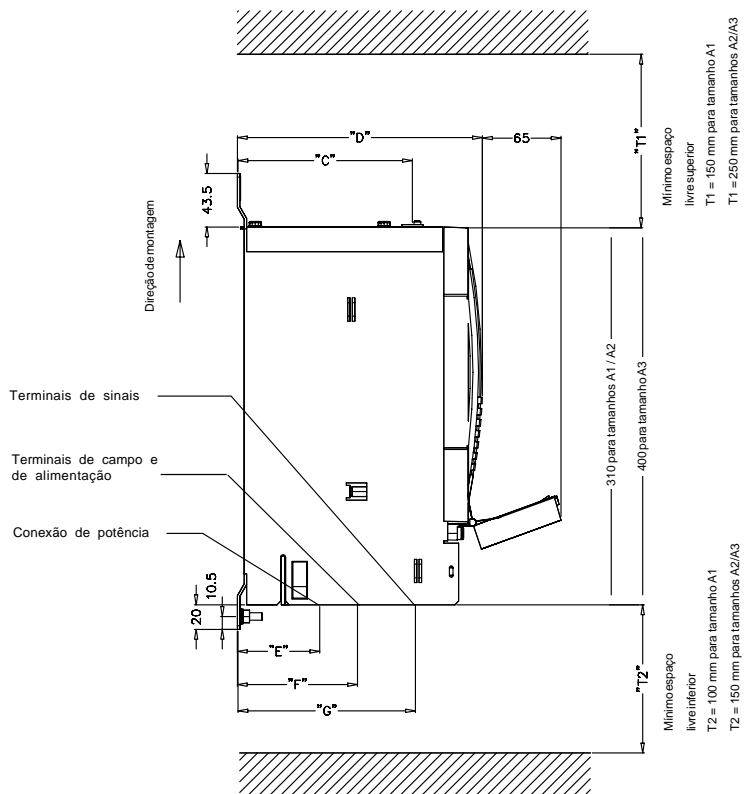 "D"
65
"C"
"T1"
Mínimo espaço
livre superior
T1 = 150 mm para tamanho A1
T1 = 250 mm para tamanhos A2/A3
43.5
Direção de montagem
Terminais de sinais
Terminais de campo e
de alimentação
Conexão de potência
310 para tamanhos A1 / A2
400 para tamanho A3
10.5
20
"E"
"F"
"G"
"T2"
Mínimo espaço
livre inferior
T2 = 100 mm para tamanho A1
T2 = 150 mm para tamanhos A2/A3